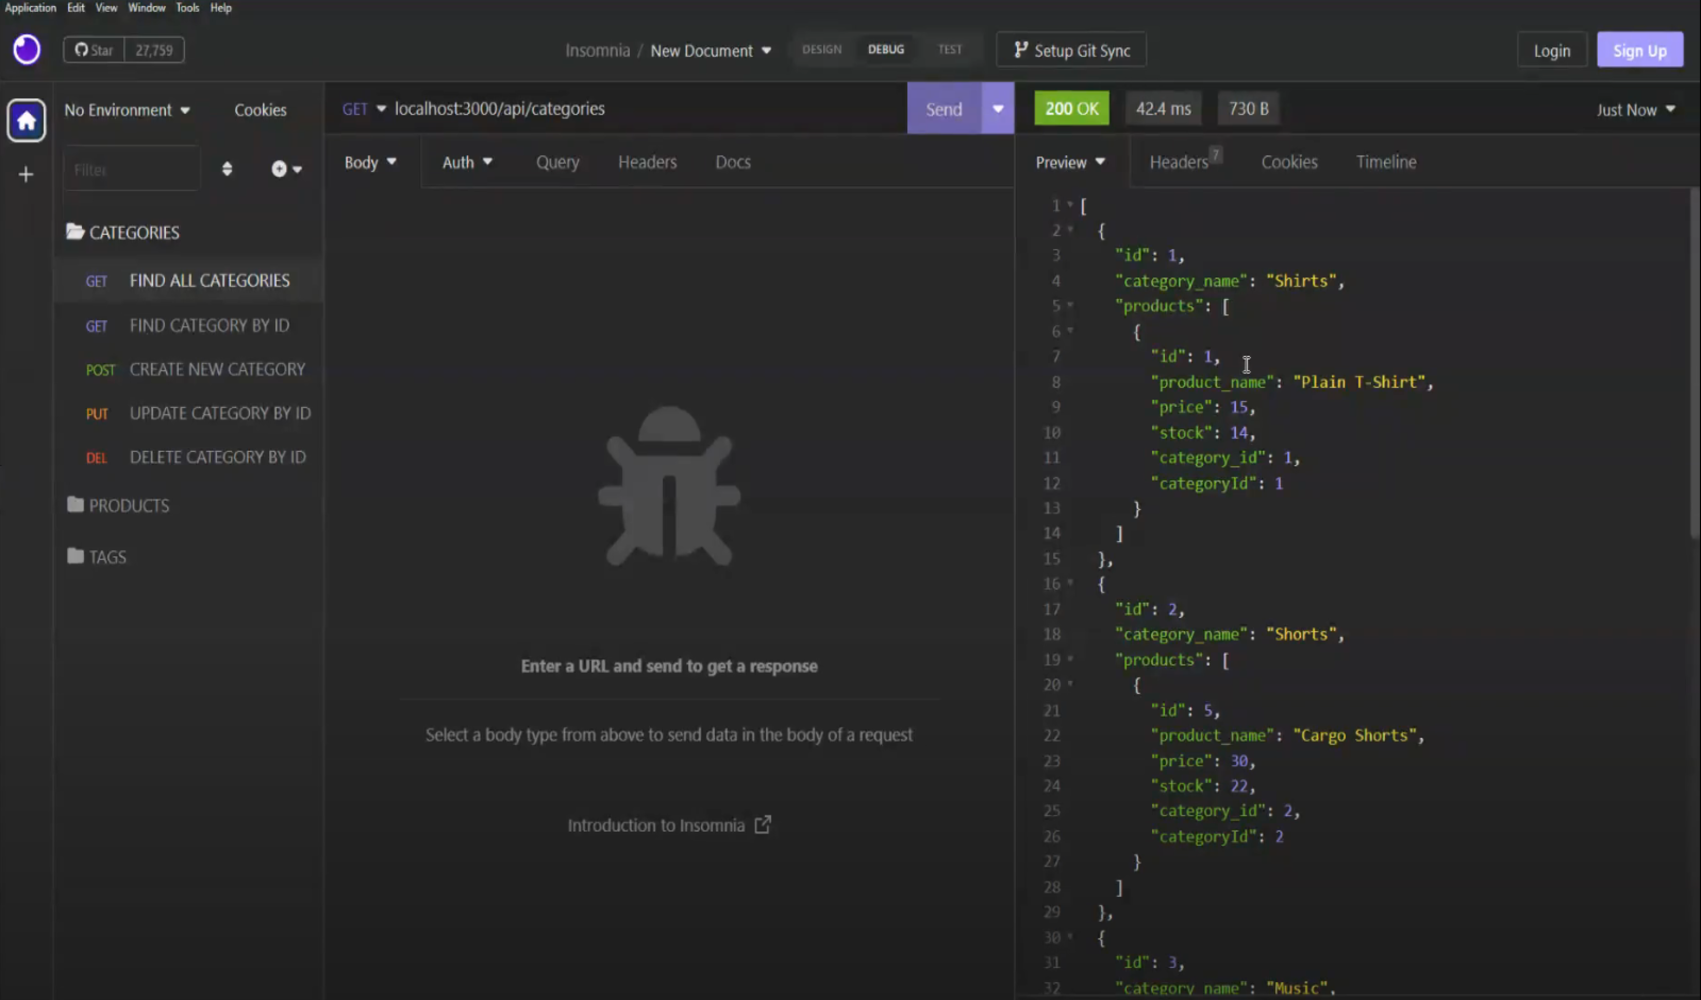 Application Edit View Window Tools Help
Star 27,759
Insomnia / New Document
DESIGN DEBUG TEST
Setup Git Sync
Login Sign Up
No Environment Cookies
Filter
CATEGORIES
GET FIND ALL CATEGORIES
GET FIND CATEGORY BY ID
POST CREATE NEW CATEGORY
PUT UPDATE CATEGORY BY ID
DEL DELETE CATEGORY BY ID
PRODUCTS
TAGS
GET localhost:3000/api/categories Send
Body Auth Query Headers Docs
Enter a URL and send to get a response
Select a body type from above to send data in the body of a request
Introduction to Insomnia
200 OK 42.4 ms 730 B Just Now
Preview Headers 7 Cookies Timeline
1 [
2 {
3 "id": 1,
4 "category_name": "Shirts",
5 "products": [
6 {
7 "id": 1,
8 "product_name": "Plain T-Shirt",
9 "price": 15,
10 "stock": 14,
11 "category_id": 1,
12 "categoryId": 1
13 }
14 ]
15 },
16 {
17 "id": 2,
18 "category_name": "Shorts",
19 "products": [
20 {
21 "id": 5,
22 "product_name": "Cargo Shorts",
23 "price": 30,
24 "stock": 22,
25 "category_id": 2,
26 "categoryId": 2
27 }
28 ]
29 },
30 {
31 "id": 3,
32 "category_name": "Music",